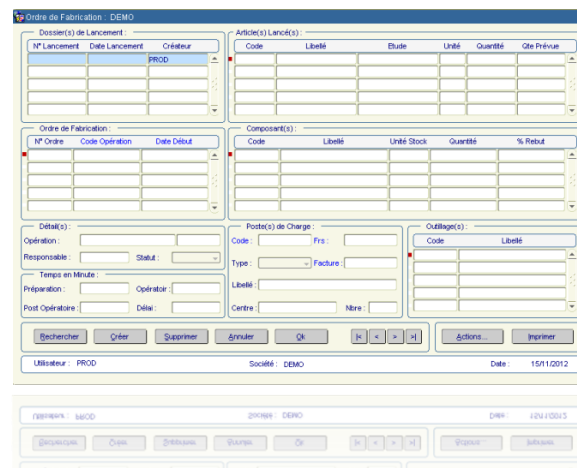 Ordre de Fabrication : DEMO
Dossier(s) de Lancement :
N° Lancement Date Lancement Créateur
PROD
Article(s) Lancé(s) :
Code Libellé Etude Unité Quantité Qte Prévue
Ordre de Fabrication :
N° Ordre Code Opération Date Début
Composant(s) :
Code Libellé Unité Stock Quantité % Rebut
Détail(s) :
Opération :
Responsable : Statut :
Temps en Minute :
Préparation : Opératoir :
Post Opératoire : Délai :
Poste(s) de Charge :
Code : Frs :
Type : Facture :
Libellé :
Centre : Nbre :
Outillage(s) :
Code Libellé
Rechercher Créer Supprimer Annuler Ok |< < > >| Actions... Imprimer
Utilisateur : PROD Société : DEMO Date : 15/11/2012